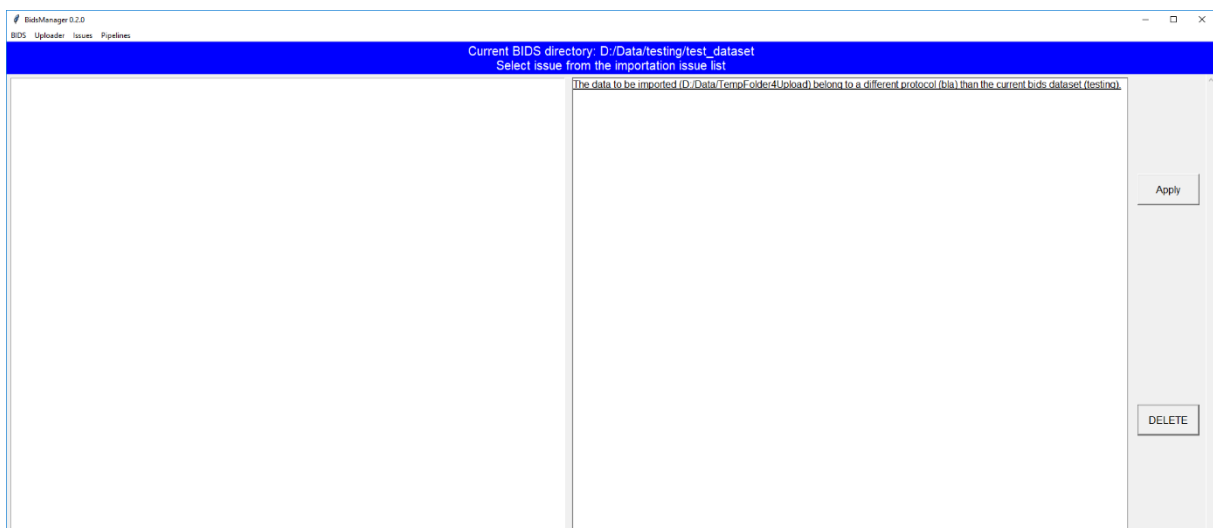 BidsManager 0.2.0
BIDS Uploader Issues Pipelines
Current BIDS directory: D:/Data/testing/test_dataset
Select issue from the importation issue list
The data to be imported (D:/Data/TempFolder4Upload) belong to a different protocol (bla) than the current bids dataset (testing).
Apply
DELETE